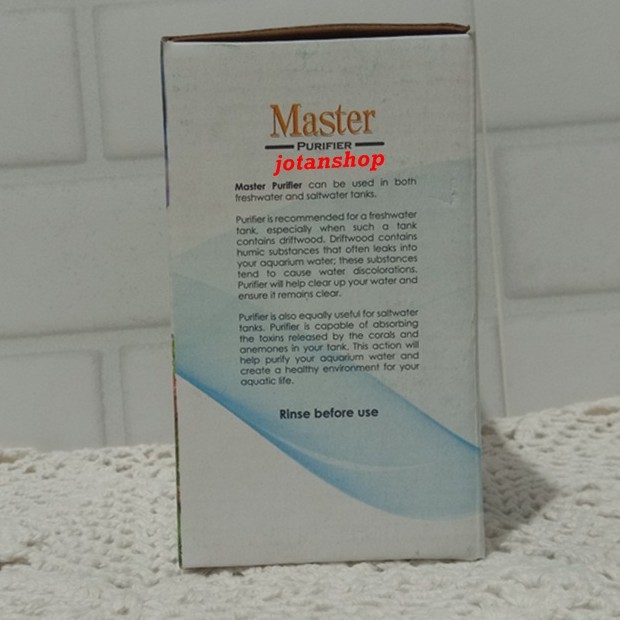 Master
PURIFIER
jotanshop
Master Purifier can be used in both
freshwater and saltwater tanks.
Purifier is recommended for a freshwater
tank, especially when such a tank
contains driftwood. Driftwood contains
humic substances that often leaks into
your aquarium water; these substances
tend to cause water discolorations.
Purifier will help clear up your water and
ensure it remains clear.
Purifier is also equally useful for saltwater
tanks. Purifier is capable of absorbing
the toxins released by the corals and
anemones in your tank. This action will
help purify your aquarium water and
create a healthy environment for your
aquatic life.
Rinse before use